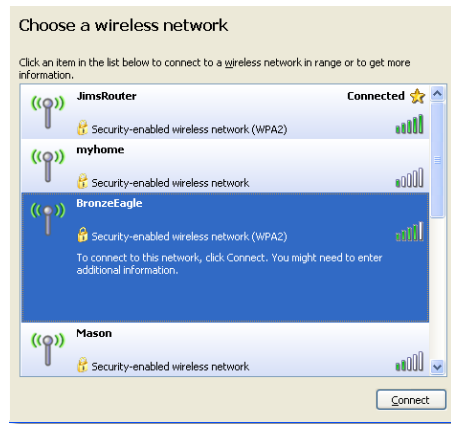 Choose a wireless network
Click an item in the list below to connect to a wireless network in range or to get more
information.
JimsRouter Connected
Security-enabled wireless network (WPA2)
myhome
Security-enabled wireless network
BronzeEagle
Security-enabled wireless network (WPA2)
To connect to this network, click Connect. You might need to enter
additional information.
Mason
Security-enabled wireless network
Connect